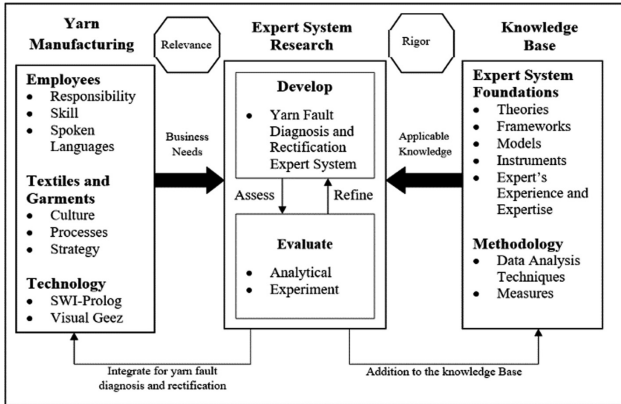 Yarn
Manufacturing
Relevance
Expert System
Research
Rigor
Knowledge
Base
Employees
Responsibility
Skill
Spoken
Languages
Textiles and
Garments
Culture
Processes
Strategy
Technology
SWI-Prolog
Visual Geez
Business
Needs
Develop
Yarn Fault
Diagnosis and
Rectification
Expert System
Assess
Refine
Evaluate
Analytical
Experiment
Applicable
Knowledge
Expert System
Foundations
Theories
Frameworks
Models
Instruments
Expert's
Experience and
Expertise
Methodology
Data Analysis
Techniques
Measures
Integrate for yarn fault
diagnosis and rectification
Addition to the knowledge Base